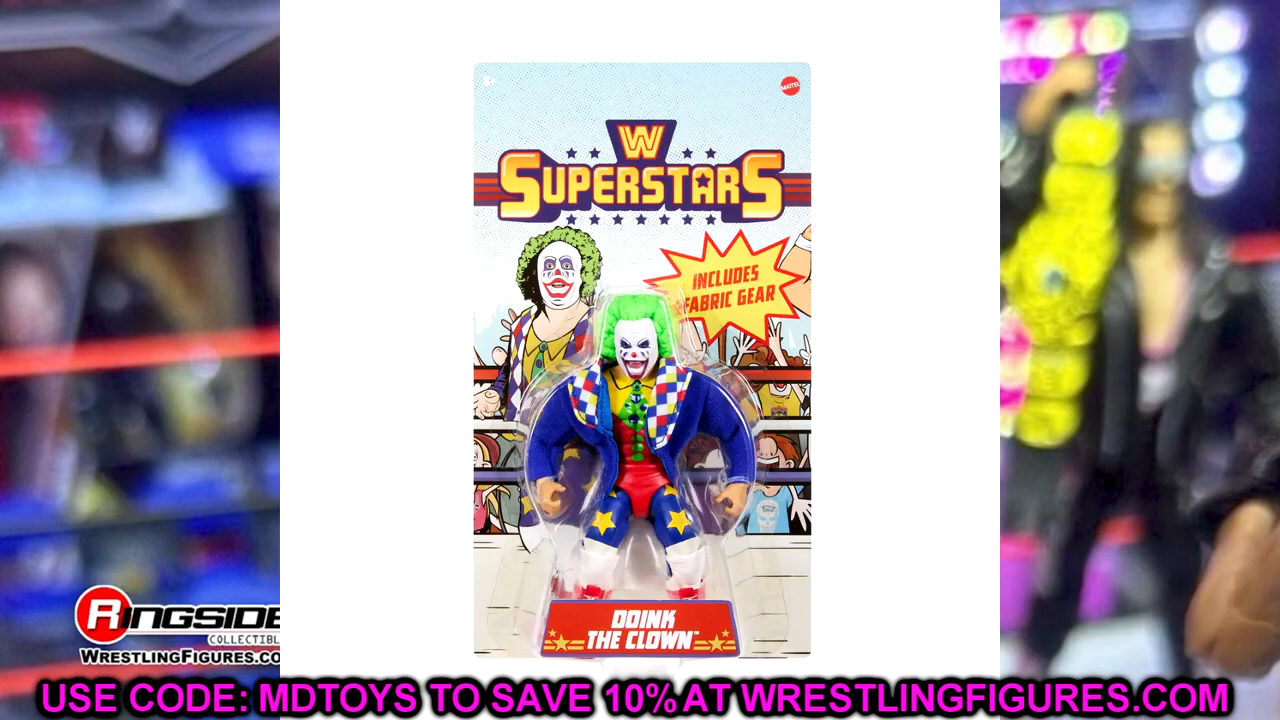 MATTEL
W
SUPERSTARS
INCLUDES
FABRIC GEAR
DOINK
THE CLOWN™
RINGSIDE
COLLECTIBL
WRESTLINGFIGURES.CO
USE CODE: MDTOYS TO SAVE 10% AT WRESTLINGFIGURES.COM